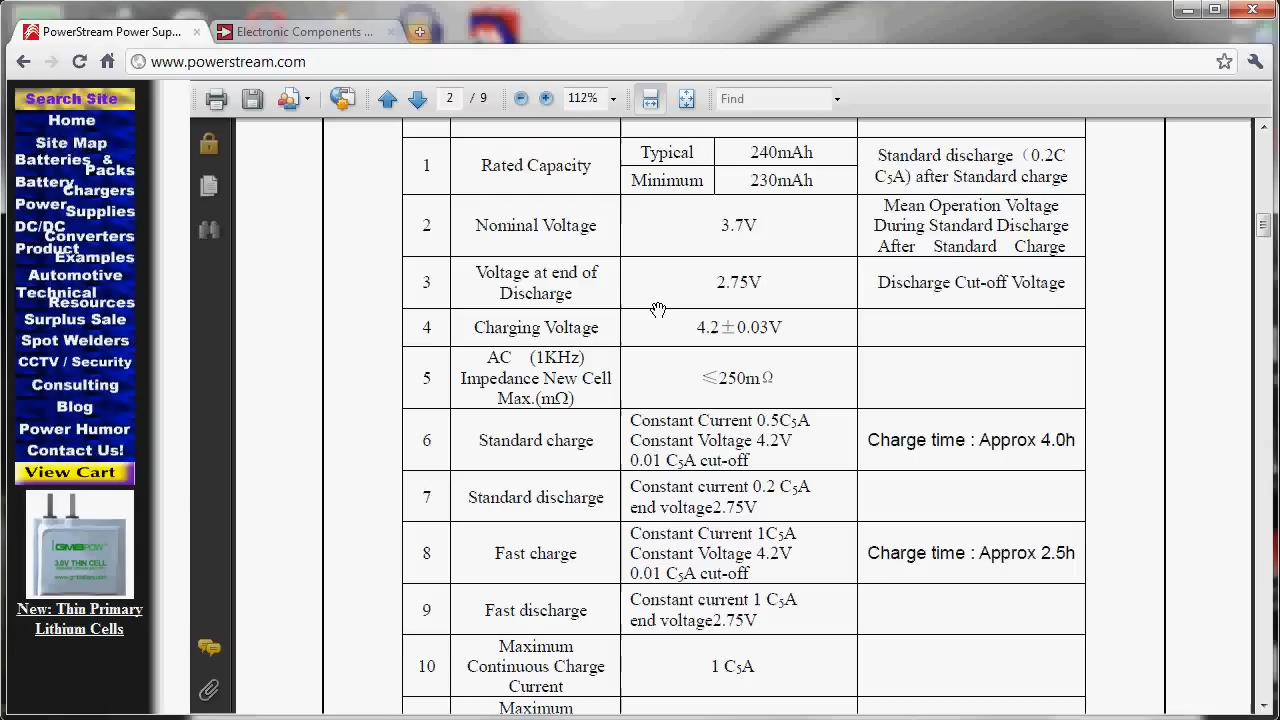 PowerStream Power Sup...
Electronic Components ...
www.powerstream.com
Search Site
Home
Site Map
Batteries &
Packs
Battery
Chargers
Power
Supplies
DC/DC
Converters
Product
Examples
Automotive
Technical
Resources
Surplus Sale
Spot Welders
CCTV / Security
Consulting
Blog
Power Humor
Contact Us!
View Cart
GMBPOW
3.0V THIN CELL
New: Thin Primary
Lithium Cells
2 / 9
112%
Find
1 Rated Capacity Typical 240mAh
Minimum 230mAh
Standard discharge（0.2C
C5A) after Standard charge
2 Nominal Voltage 3.7V
Mean Operation Voltage
During Standard Discharge
After Standard Charge
3 Voltage at end of
Discharge
2.75V Discharge Cut-off Voltage
4 Charging Voltage 4.2±0.03V
5 AC (1KHz)
Impedance New Cell
Max.(mΩ)
≤250mΩ
6 Standard charge
Constant Current 0.5C5A
Constant Voltage 4.2V
0.01 C5A cut-off
Charge time : Approx 4.0h
7 Standard discharge
Constant current 0.2 C5A
end voltage2.75V
8 Fast charge
Constant Current 1C5A
Constant Voltage 4.2V
0.01 C5A cut-off
Charge time : Approx 2.5h
9 Fast discharge
Constant current 1 C5A
end voltage2.75V
10 Maximum
Continuous Charge
Current
1 C5A
Maximum